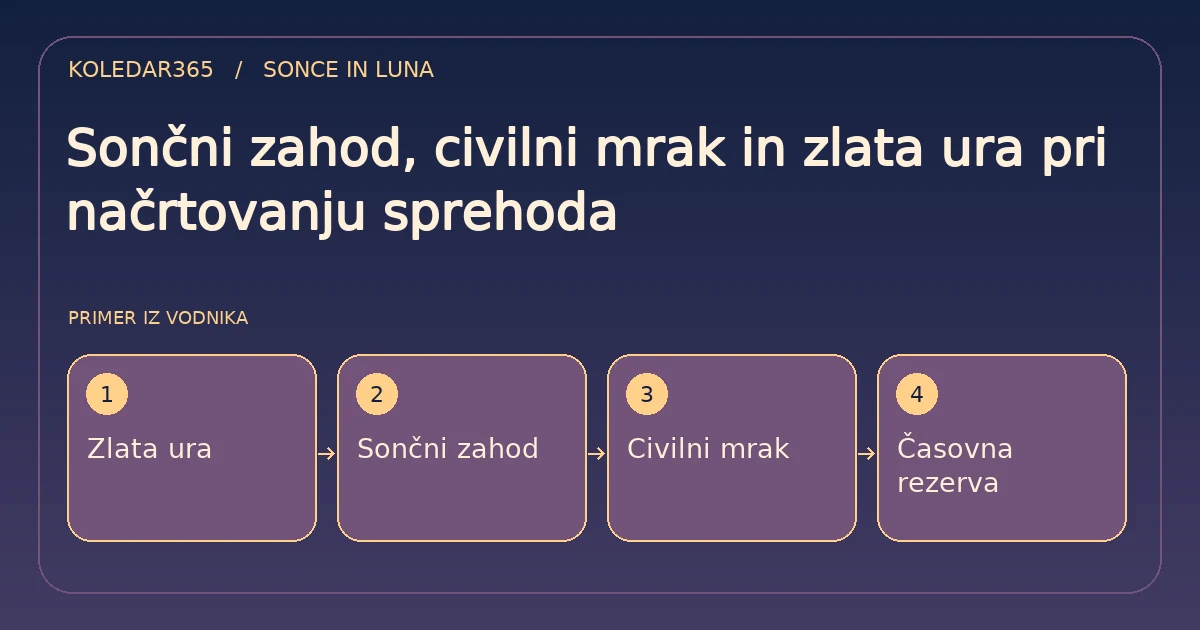 KOLEDAR365 / SONCE IN LUNA
Sončni zahod, civilni mrak in zlata ura pri
načrtovanju sprehoda
PRIMER IZ VODNIKA
1
Zlata ura
→
2
Sončni zahod
→
3
Civilni mrak
→
4
Časovna
rezerva